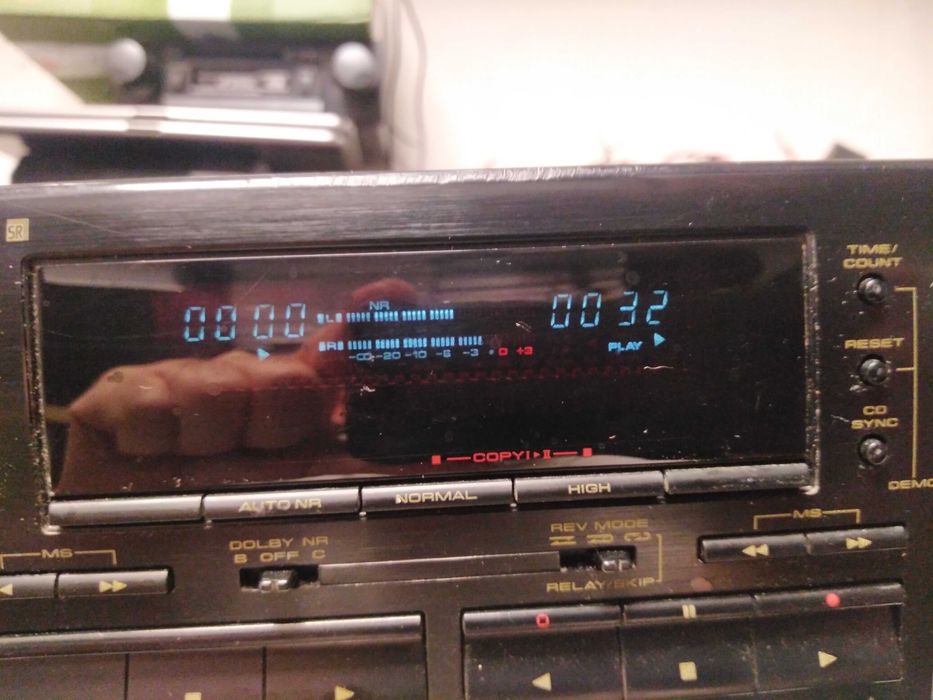 SR
TIME/
COUNT
NR
0000 L 0032
R
-∞ -20 -10 -6 -3 • 0 +3 PLAY
RESET
CD
SYNC
COPY I▸II
DEMO
AUTO NR NORMAL HIGH
MS
DOLBY NR
B OFF C
REV MODE
RELAY/SKIP
MS